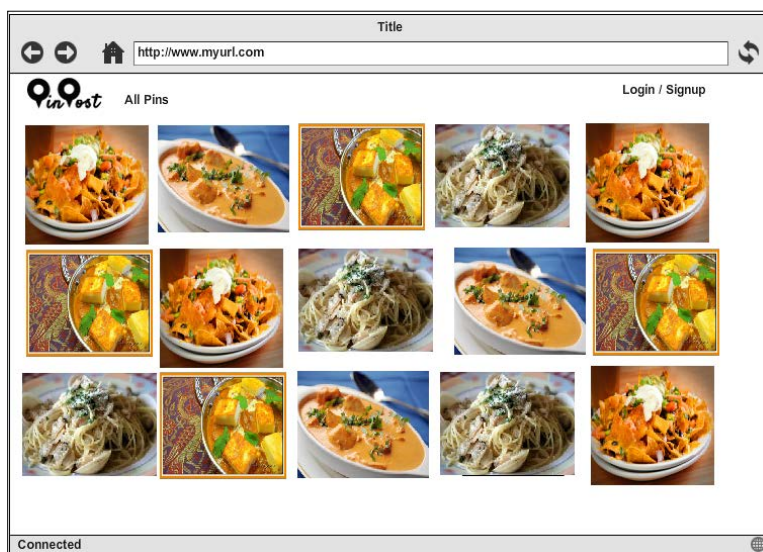 Title
http://www.myurl.com
PinPost
All Pins
Login / Signup
Connected